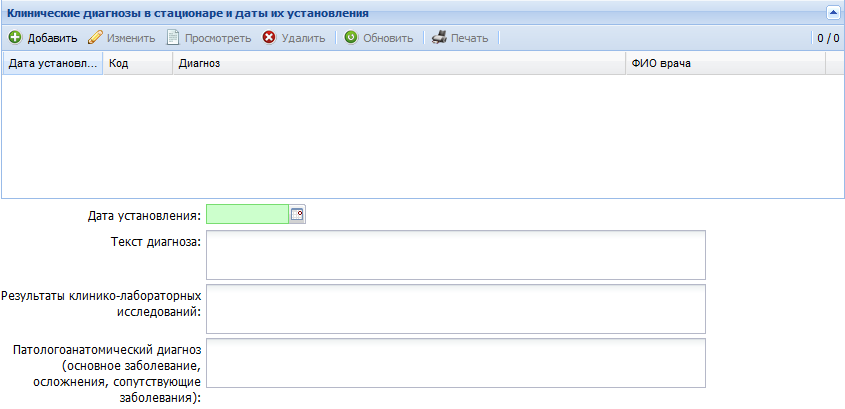 Клинические диагнозы в стационаре и даты их установления
Добавить Изменить Просмотреть Удалить Обновить Печать 0 / 0
Дата установл... Код Диагноз ФИО врача
Дата установления:
Текст диагноза:
Результаты клинико-лабораторных
исследований:
Патологоанатомический диагноз
(основное заболевание,
осложнения, сопутствующие
заболевания):